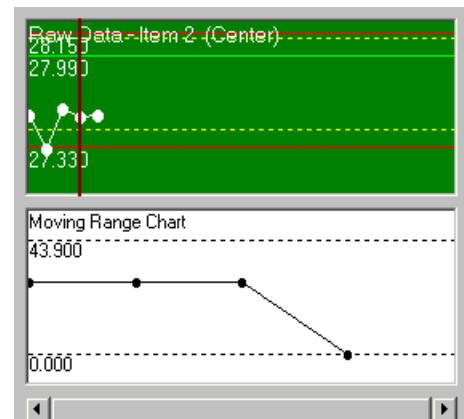 Raw Data - Item 2 (Center)
28.150
27.990
27.330
Moving Range Chart
43.900
0.000